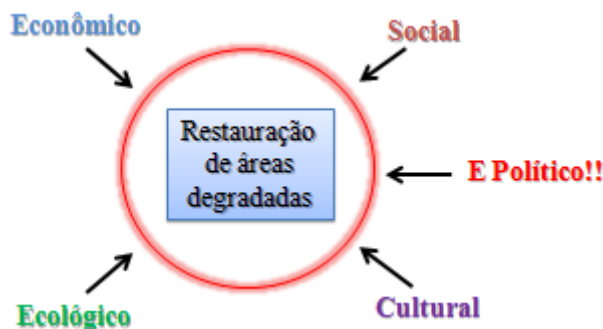 Econômico
Social
Restauração
de áreas
degradadas
E Político!!
Ecológico
Cultural